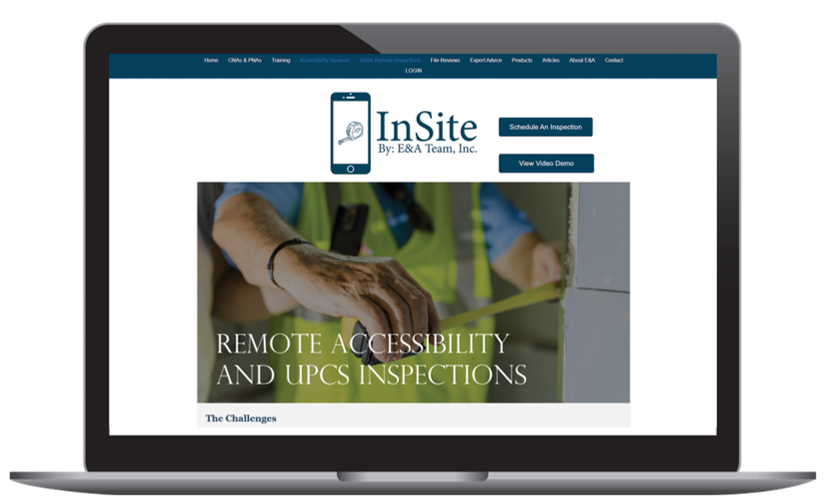 Home CNAs & PNAs Training Accessibility Services InSite Remote Inspections File Reviews Expert Advice Products Articles About E&A Contact
LOGIN
InSite
By: E&A Team, Inc.
Schedule An Inspection
View Video Demo
REMOTE ACCESSIBILITY
AND UPCS INSPECTIONS
The Challenges